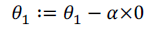 θ₁ := θ₁ − α×0